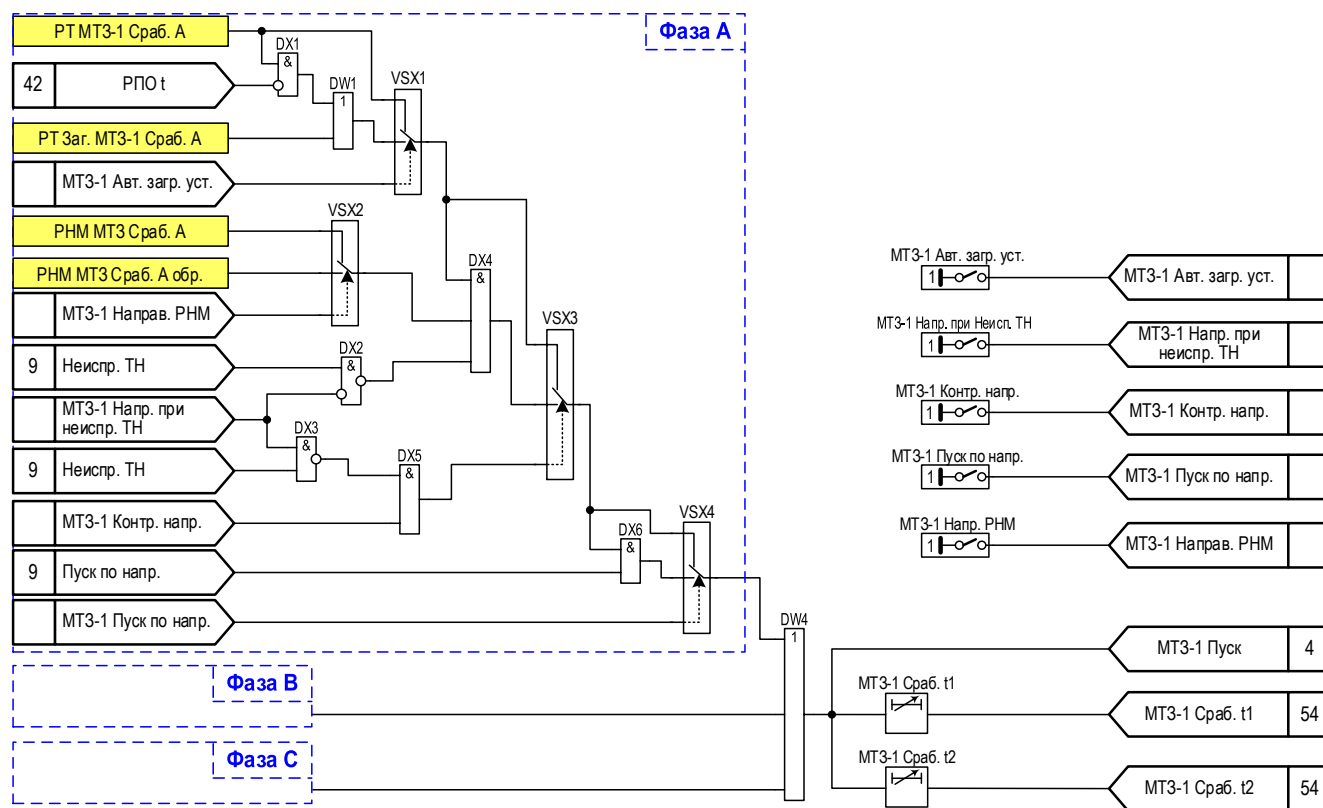 РТ МТЗ-1 Сраб. А
Фаза А
DX1
&
42 РПО t
DW1
1
VSX1
РТ Заг. МТЗ-1 Сраб. А
МТЗ-1 Авт. загр. уст.
VSX2
РНМ МТЗ Сраб. А
РНМ МТЗ Сраб. А обр.
DX4
&
МТЗ-1 Направ. РНМ
VSX3
9 Неиспр. ТН
DX2
&
МТЗ-1 Напр. при
неиспр. ТН
DX3
&
9 Неиспр. ТН
DX5
&
МТЗ-1 Контр. напр.
VSX4
DX6
&
9 Пуск по напр.
МТЗ-1 Пуск по напр.
DW4
1
Фаза В
Фаза С
МТЗ-1 Авт. загр. уст.
1
МТЗ-1 Авт. загр. уст.
МТЗ-1 Напр. при Неисп. ТН
1
МТЗ-1 Напр. при
неиспр. ТН
МТЗ-1 Контр. напр.
1
МТЗ-1 Контр. напр.
МТЗ-1 Пуск по напр.
1
МТЗ-1 Пуск по напр.
МТЗ-1 Напр. РНМ
1
МТЗ-1 Направ. РНМ
МТЗ-1 Пуск 4
МТЗ-1 Сраб. t1
МТЗ-1 Сраб. t1 54
МТЗ-1 Сраб. t2
МТЗ-1 Сраб. t2 54